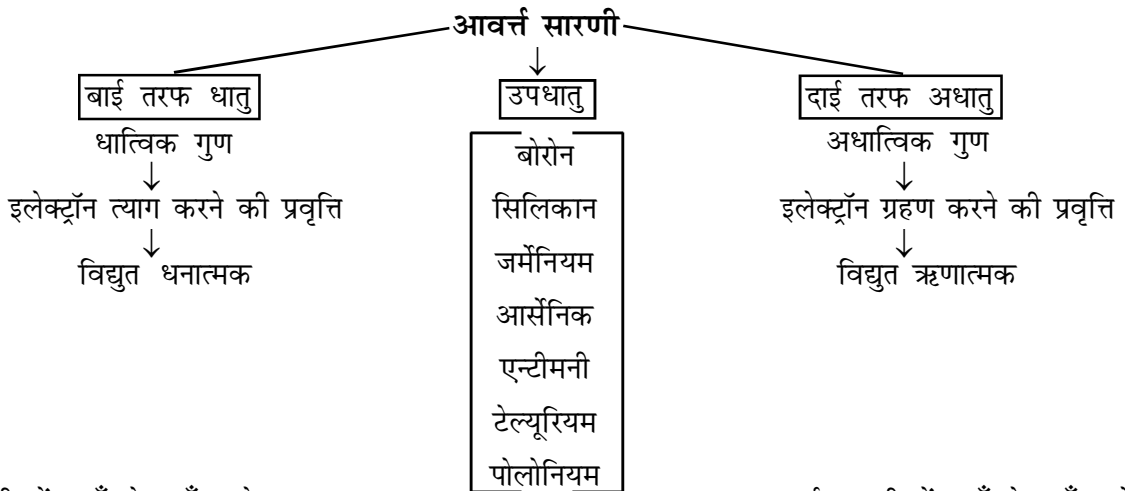 आवर्त्त सारणी
बाई तरफ धातु
धात्विक गुण
इलेक्ट्रॉन त्याग करने की प्रवृत्ति
विद्युत धनात्मक
उपधातु
बोरोन
सिलिकान
जर्मेनियम
आर्सेनिक
एन्टीमनी
टेल्यूरियम
पोलोनियम
दाई तरफ अधातु
अधात्विक गुण
इलेक्ट्रॉन ग्रहण करने की प्रवृत्ति
विद्युत ऋणात्मक